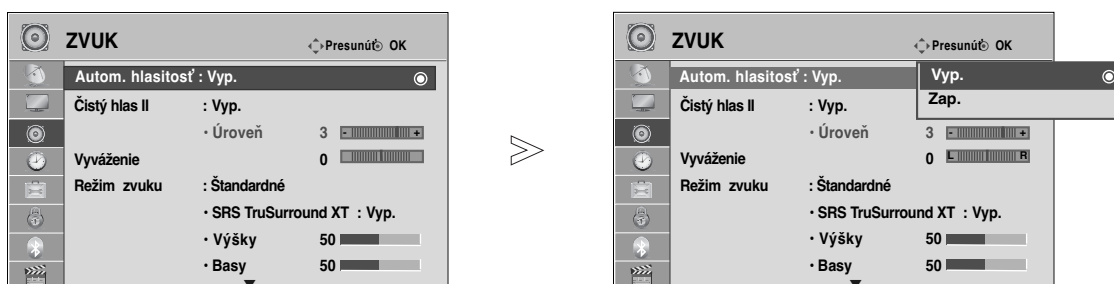 ZVUK
Presunúť OK
Autom. hlasitosť : Vyp.
Čistý hlas II : Vyp.
• Úroveň 3 - +
Vyváženie 0
Režim zvuku : Štandardné
• SRS TruSurround XT : Vyp.
• Výšky 50
• Basy 50
ZVUK
Presunúť OK
Autom. hlasitosť : Vyp.
Vyp.
Zap.
Čistý hlas II : Vyp.
• Úroveň 3 - +
Vyváženie 0 L R
Režim zvuku : Štandardné
• SRS TruSurround XT : Vyp.
• Výšky 50
• Basy 50